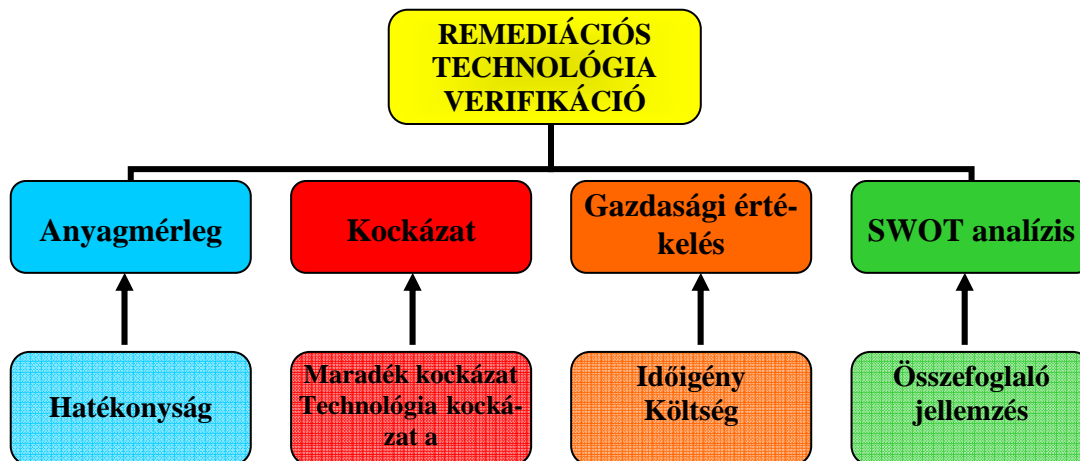 REMEDIÁCIÓS
TECHNOLÓGIA
VERIFIKÁCIÓ
Anyagmérleg
Kockázat
Gazdasági érté-
kelés
SWOT analízis
Hatékonyság
Maradék kockázat
Technológia kocká-
zat a
Időigény
Költség
Összefoglaló
jellemzés